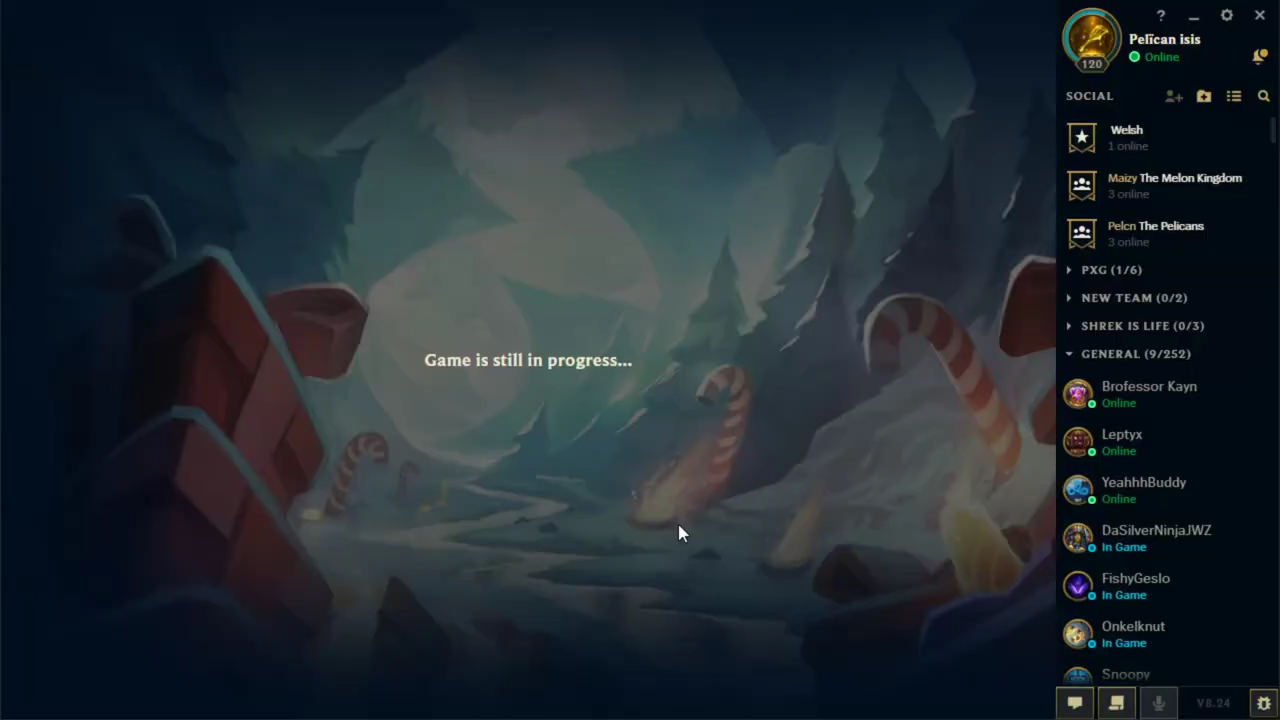 ?
Pelīcan isis
Online
120
SOCIAL
Welsh
1 online
Maizy The Melon Kingdom
3 online
Pelcn The Pelicans
3 online
PXG (1/6)
NEW TEAM (0/2)
SHREK IS LIFE (0/3)
GENERAL (9/252)
Game is still in progress...
Brofessor Kayn
Online
Leptyx
Online
YeahhhBuddy
Online
DaSilverNinjaJWZ
In Game
FishyGeslo
In Game
Onkelknut
In Game
Snoopy
V8.24